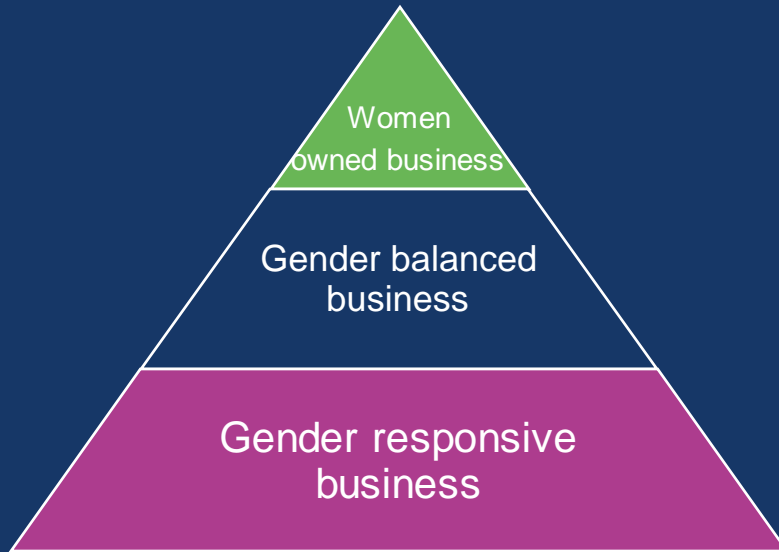 Women
owned business
Gender balanced
business
Gender responsive
business